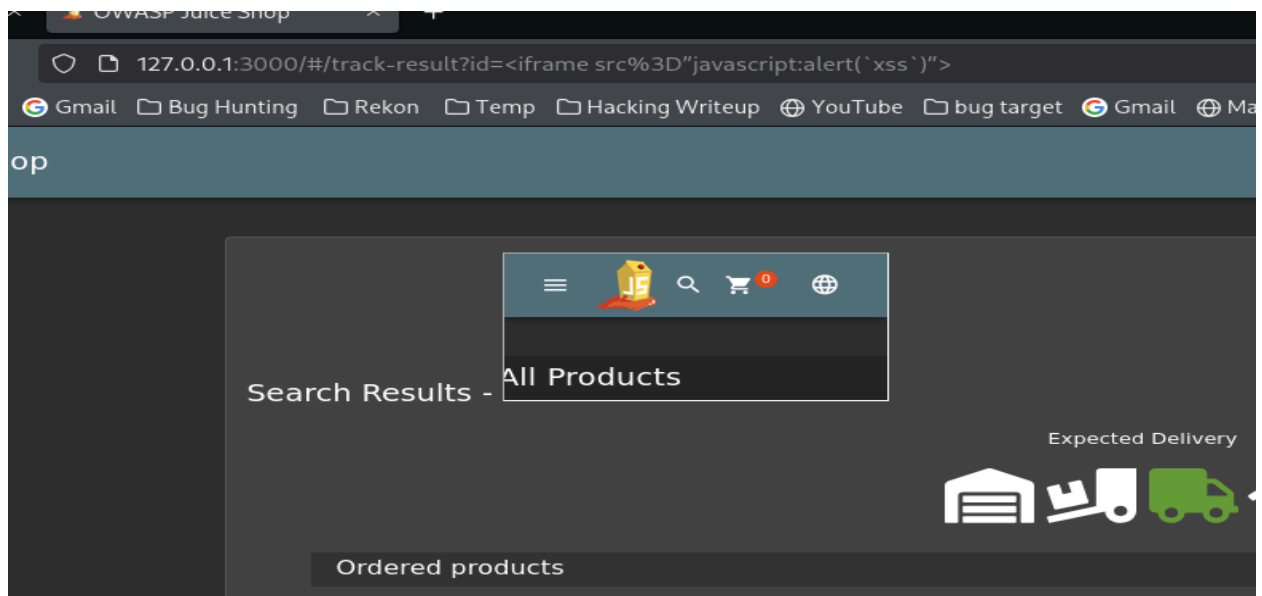 OWASP Juice Shop
127.0.0.1:3000/#/track-result?id=<iframe src%3D"javascript:alert(`xss`)">
Gmail Bug Hunting Rekon Temp Hacking Writeup YouTube bug target Gmail Ma
op
JS 0
All Products
Search Results -
Expected Delivery
Ordered products